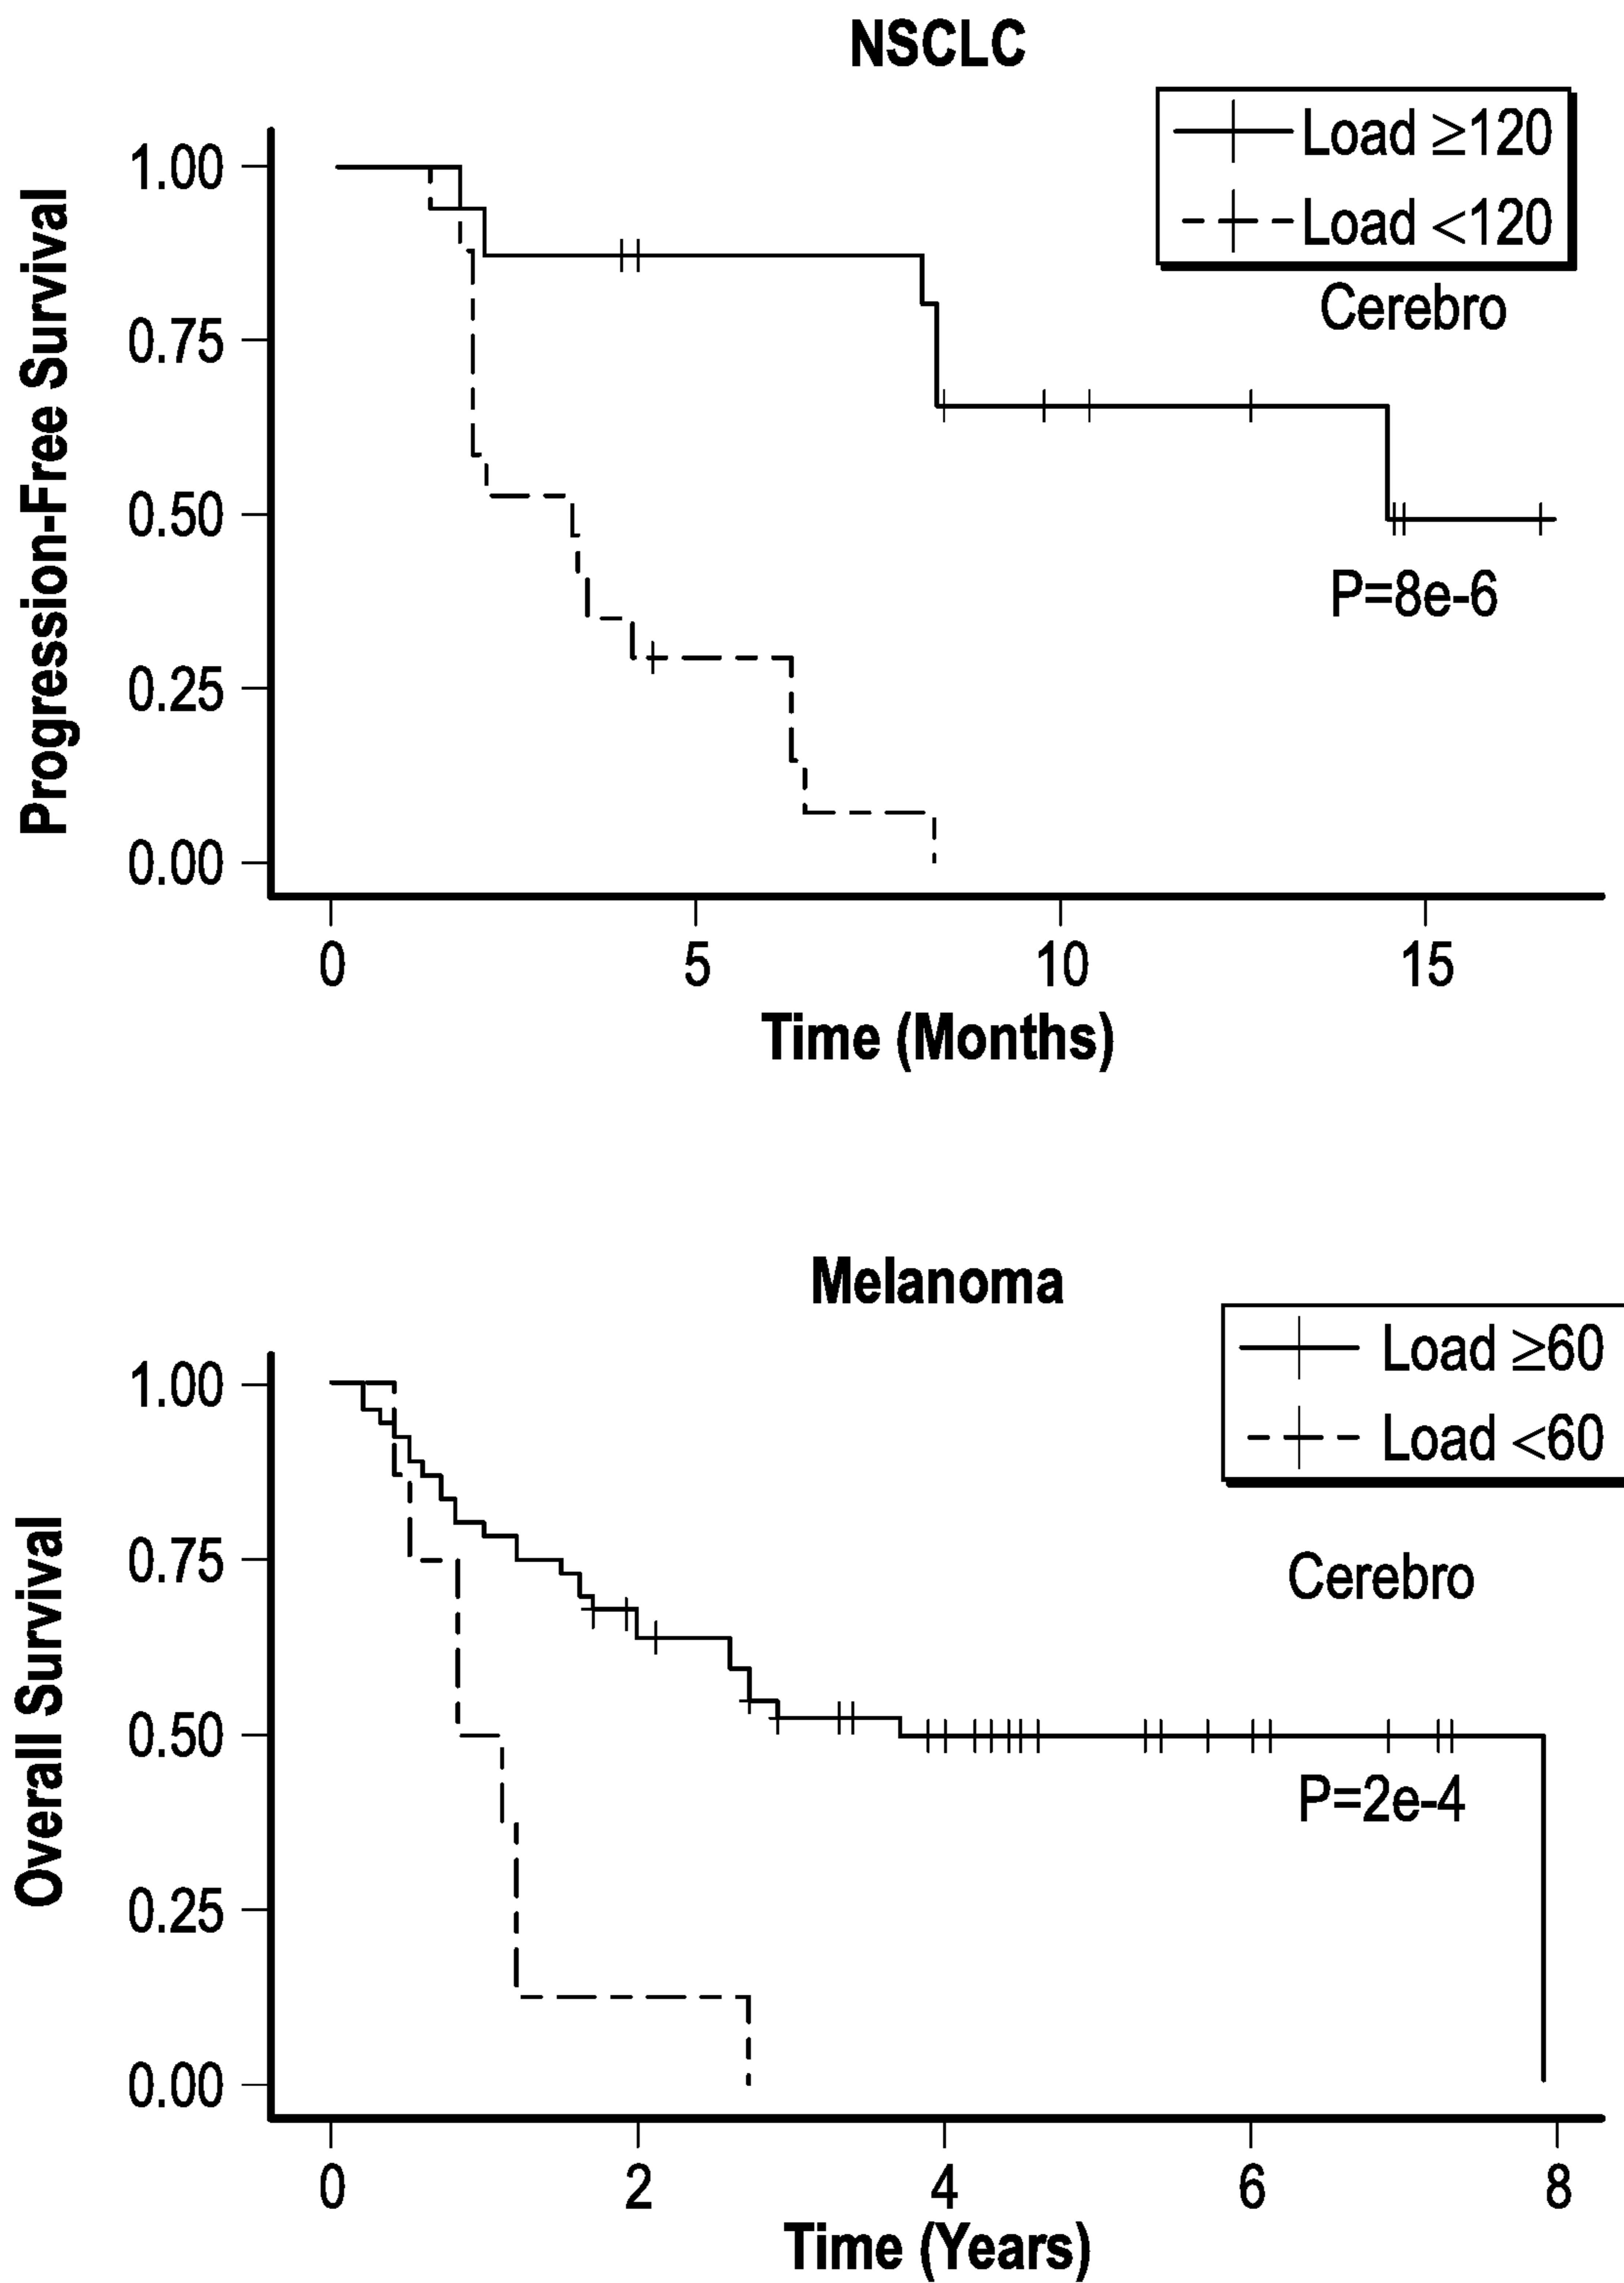 NSCLC
Load ≥120
Load <120
Cerebro
Progression-Free Survival
1.00
0.75
0.50
0.25
0.00
P=8e-6
0 5 10 15
Time (Months)
Melanoma
Load ≥60
Load <60
Cerebro
Overall Survival
1.00
0.75
0.50
0.25
0.00
P=2e-4
0 2 4 6 8
Time (Years)